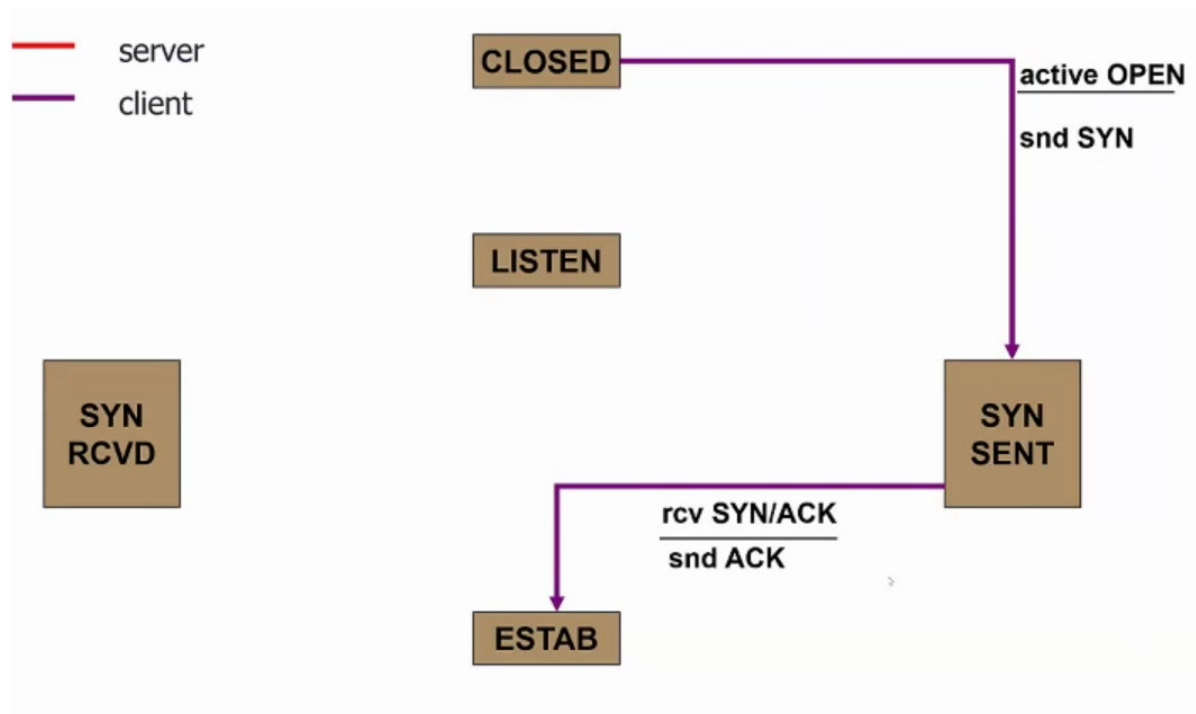 server
client
CLOSED
active OPEN
snd SYN
LISTEN
SYN
RCVD
SYN
SENT
rcv SYN/ACK
snd ACK
ESTAB